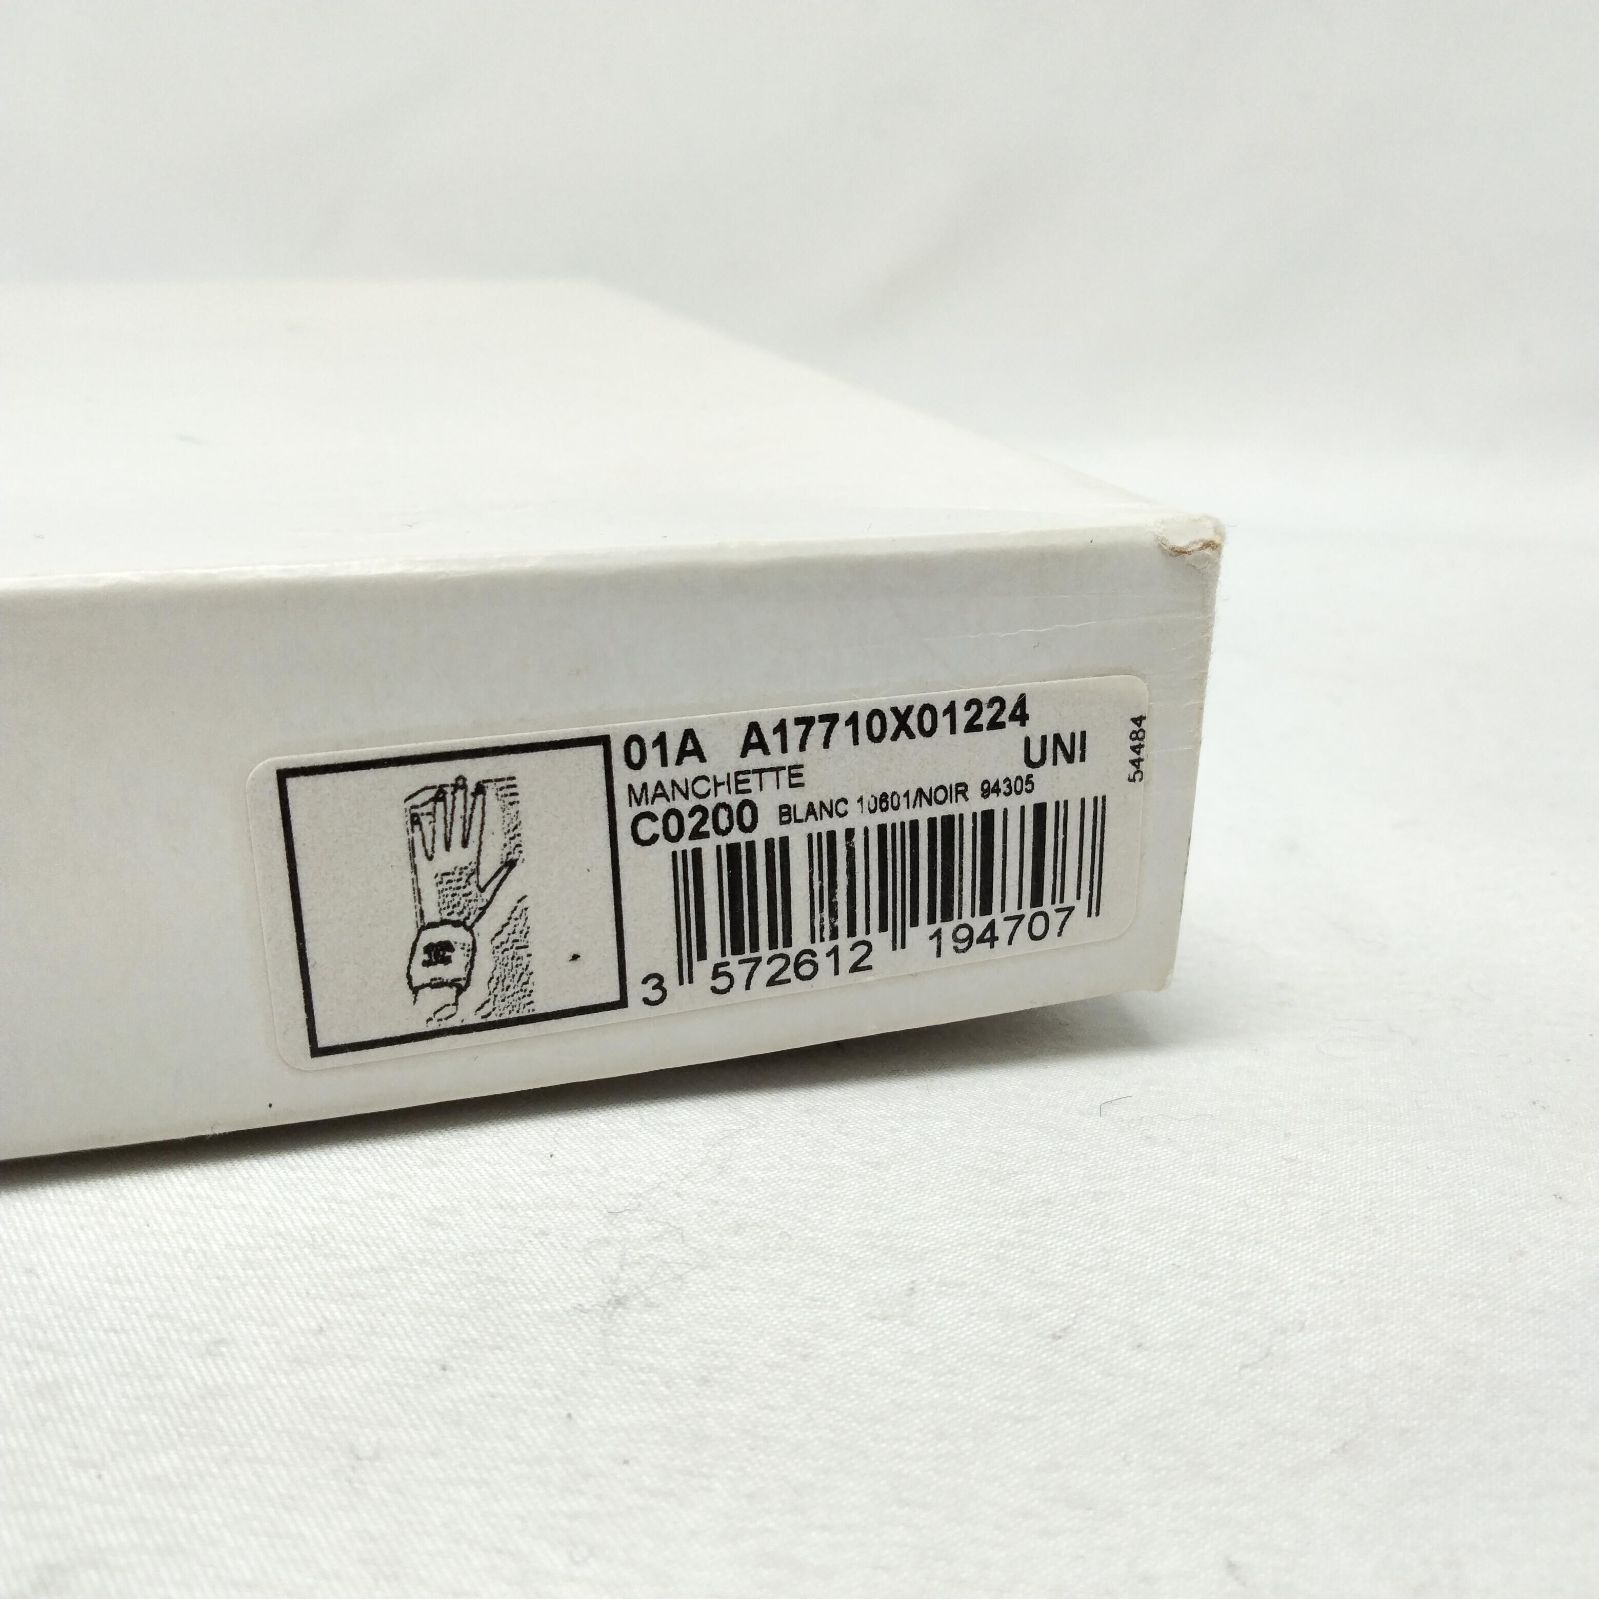 01A A17710X01224
UNI
MANCHETTE
C0200 BLANC 10601/NOIR 94305
3 572612 194707
54484